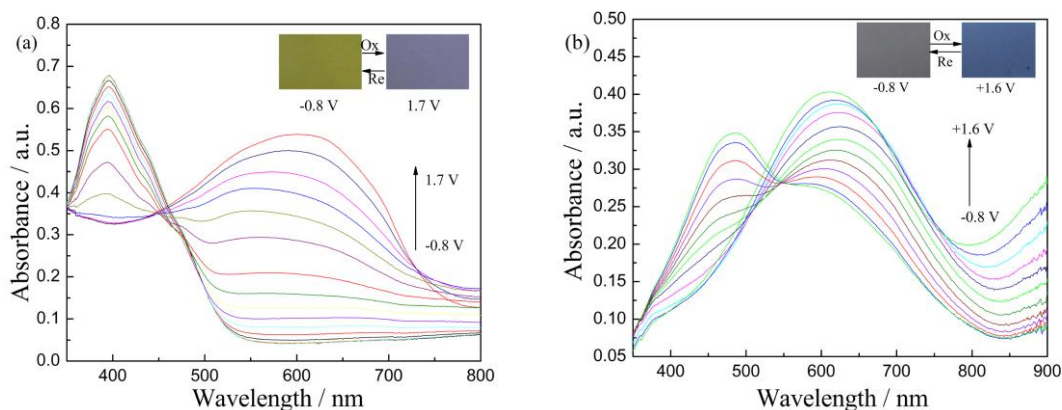 (a)
Absorbance / a.u.
0.8
0.7
0.6
0.5
0.4
0.3
0.2
0.1
0.0
400 500 600 700 800
Wavelength / nm
Ox
Re
-0.8 V 1.7 V
1.7 V
-0.8 V
(b)
Absorbance / a.u.
0.50
0.45
0.40
0.35
0.30
0.25
0.20
0.15
0.10
0.05
400 500 600 700 800 900
Wavelength / nm
Ox
Re
-0.8 V +1.6 V
+1.6 V
-0.8 V